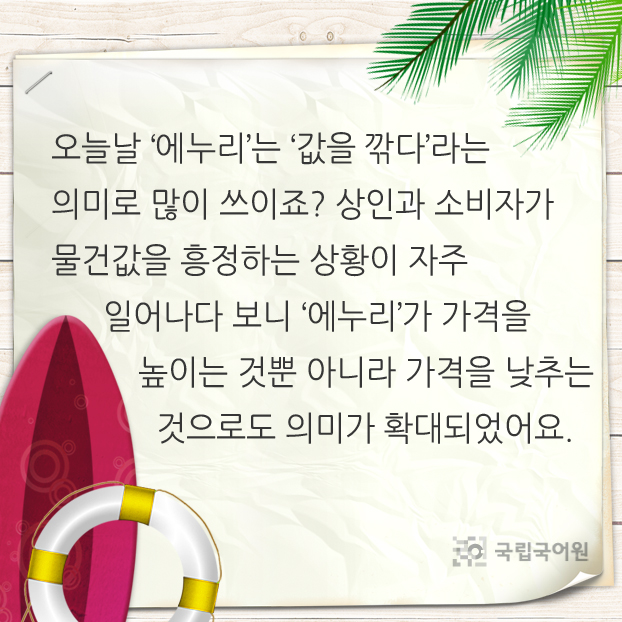 오늘날 ‘에누리’는 ‘값을 깎다’라는
의미로 많이 쓰이죠? 상인과 소비자가
물건값을 흥정하는 상황이 자주
일어나다 보니 ‘에누리’가 가격을
높이는 것뿐 아니라 가격을 낮추는
것으로도 의미가 확대되었어요.
국립국어원